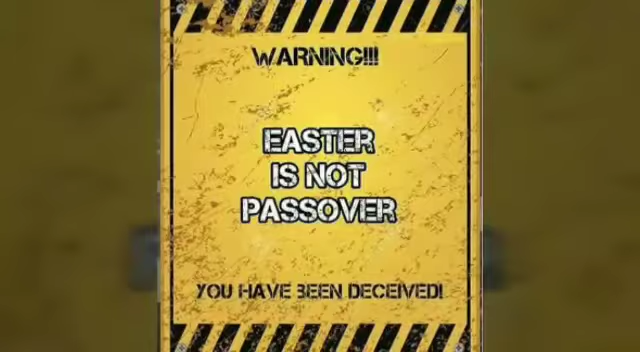 WARNING!!!
EASTER
IS NOT
PASSOVER
YOU HAVE BEEN DECEIVED!